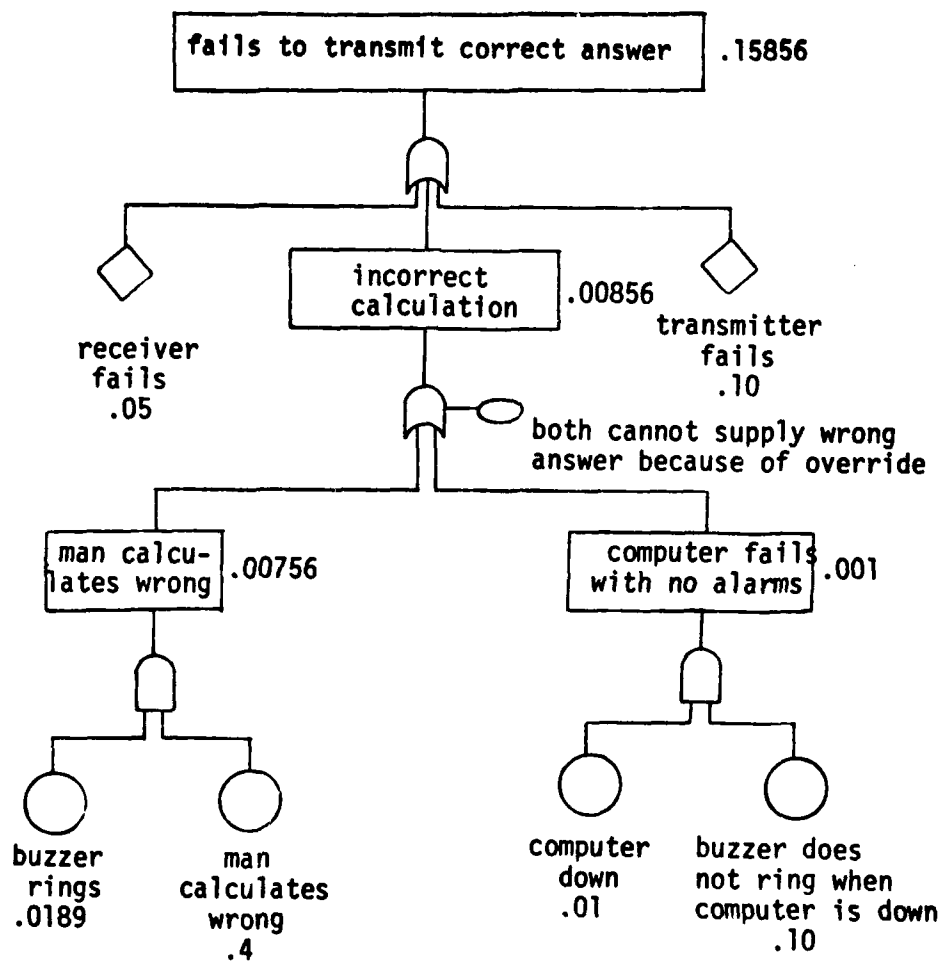 fails to transmit correct answer
.15856
incorrect
calculation
.00856
receiver
fails
.05
transmitter
fails
.10
both cannot supply wrong
answer because of override
man calcu-
lates wrong
.00756
computer fails
with no alarms
.001
buzzer
rings
.0189
man
calculates
wrong
.4
computer
down
.01
buzzer does
not ring when
computer is down
.10